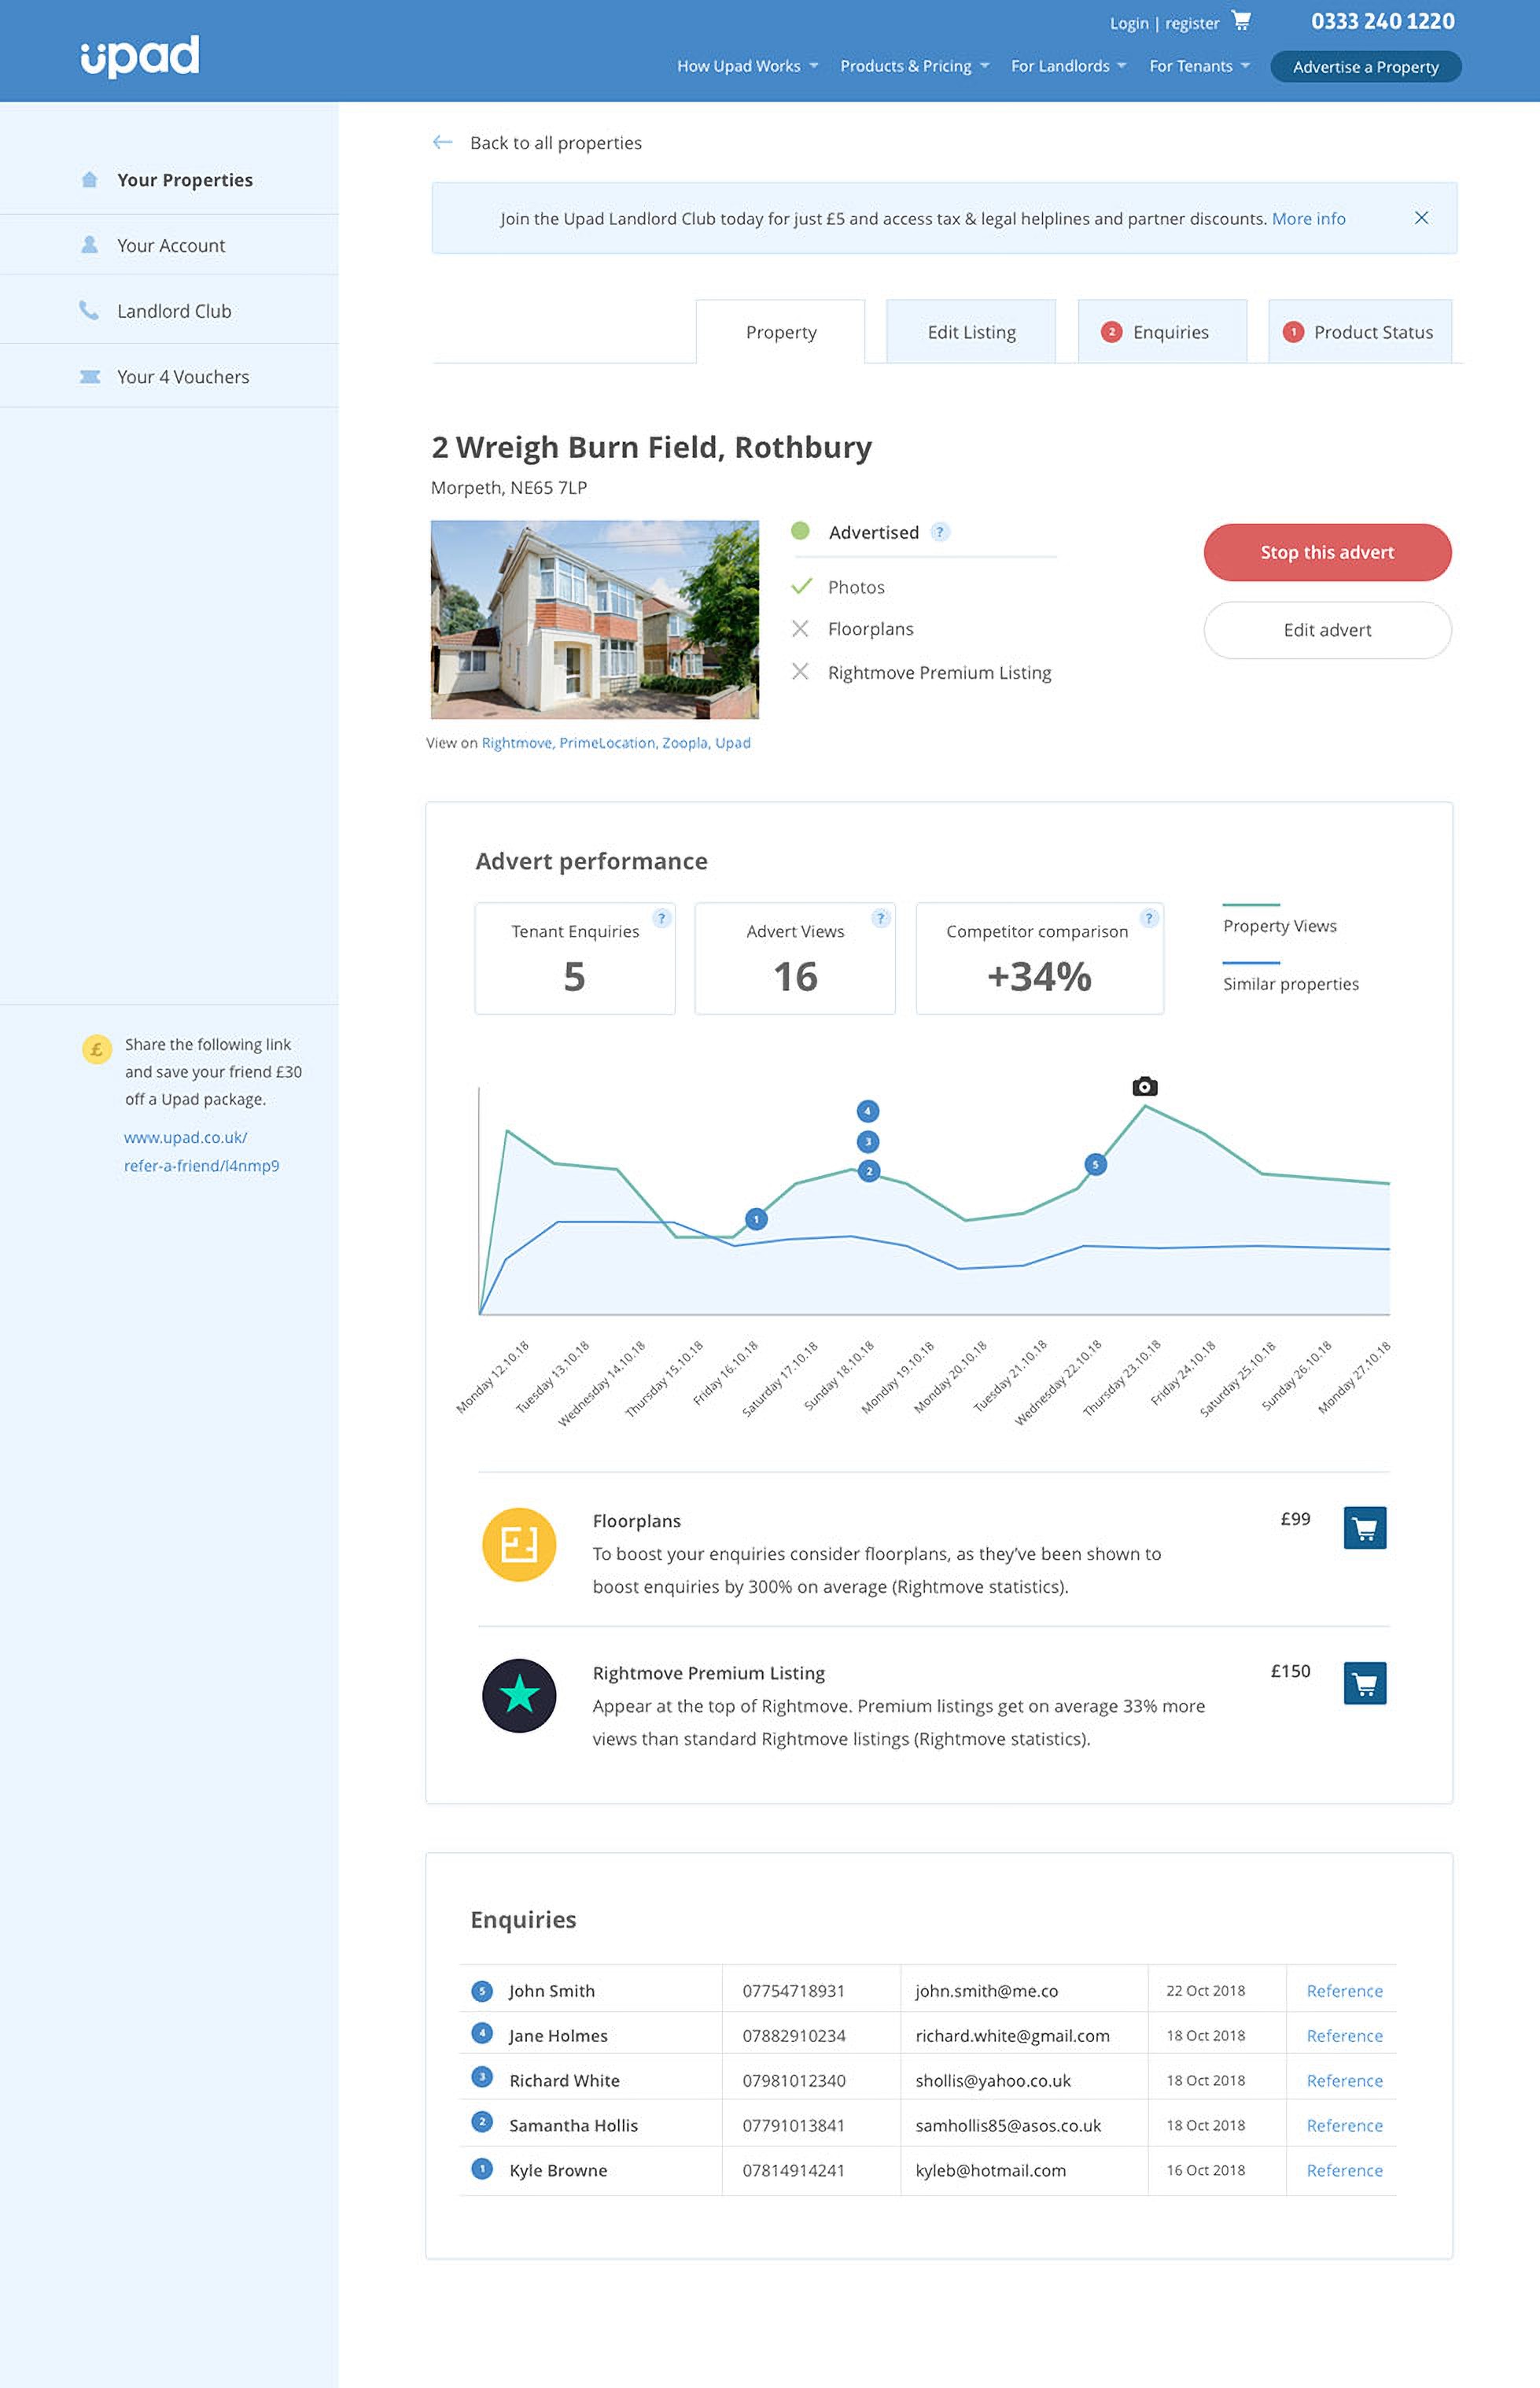 upad
Login | register
0333 240 1220
How Upad Works
Products & Pricing
For Landlords
For Tenants
Advertise a Property
Your Properties
Your Account
Landlord Club
Your 4 Vouchers
Share the following link
and save your friend £30
off a Upad package.
www.upad.co.uk/
refer-a-friend/l4nmp9
Back to all properties
Join the Upad Landlord Club today for just £5 and access tax & legal helplines and partner discounts. More info
Property
Edit Listing
2 Enquiries
1 Product Status
2 Wreigh Burn Field, Rothbury
Morpeth, NE65 7LP
Advertised ?
Photos
Floorplans
Rightmove Premium Listing
Stop this advert
Edit advert
View on Rightmove, PrimeLocation, Zoopla, Upad
Advert performance
Tenant Enquiries ?
5
Advert Views ?
16
Competitor comparison ?
+34%
Property Views
Similar properties
1
4
3
2
5
Monday 12.10.18
Tuesday 13.10.18
Wednesday 14.10.18
Thursday 15.10.18
Friday 16.10.18
Saturday 17.10.18
Sunday 18.10.18
Monday 19.10.18
Monday 20.10.18
Tuesday 21.10.18
Wednesday 22.10.18
Thursday 23.10.18
Friday 24.10.18
Saturday 25.10.18
Sunday 26.10.18
Monday 27.10.18
Floorplans
£99
To boost your enquiries consider floorplans, as they’ve been shown to
boost enquiries by 300% on average (Rightmove statistics).
Rightmove Premium Listing
£150
Appear at the top of Rightmove. Premium listings get on average 33% more
views than standard Rightmove listings (Rightmove statistics).
Enquiries
5 John Smith 07754718931 john.smith@me.co 22 Oct 2018 Reference
4 Jane Holmes 07882910234 richard.white@gmail.com 18 Oct 2018 Reference
3 Richard White 07981012340 shollis@yahoo.co.uk 18 Oct 2018 Reference
2 Samantha Hollis 07791013841 samhollis85@asos.co.uk 18 Oct 2018 Reference
1 Kyle Browne 07814914241 kyleb@hotmail.com 16 Oct 2018 Reference